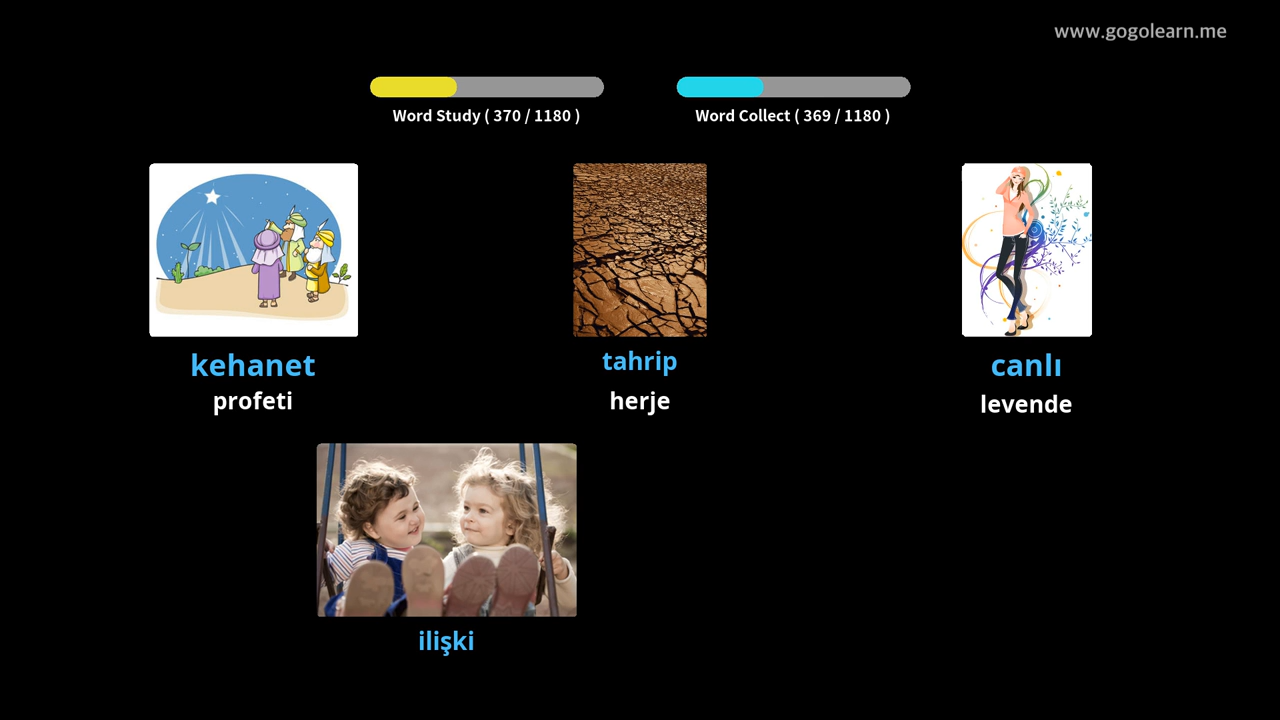 www.gogolearn.me
Word Study ( 370 / 1180 )
Word Collect ( 369 / 1180 )
kehanet
profeti
tahrip
herje
canlı
levende
ilişki